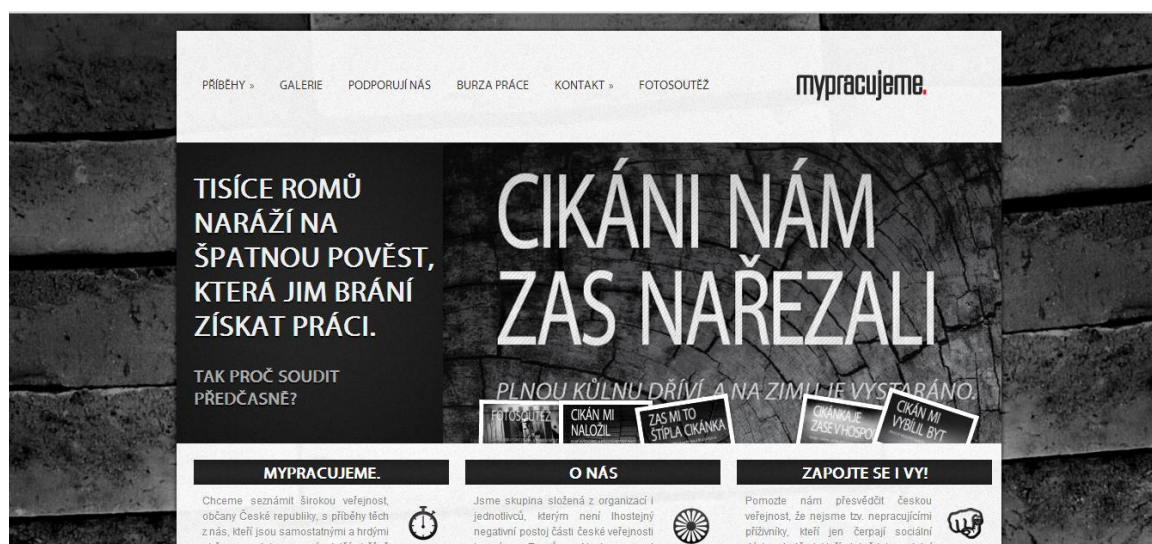 PŘÍBĚHY »
GALERIE
PODPORUJÍ NÁS
BURZA PRÁCE
KONTAKT »
FOTOSOUTĚŽ
mypracujeme.
TISÍCE ROMŮ
NARÁŽÍ NA
ŠPATNOU POVĚST,
KTERÁ JIM BRÁNÍ
ZÍSKAT PRÁCI.
TAK PROČ SOUDIT
PŘEDČASNĚ?
CIKÁNI NÁM
ZAS NAŘEZALI
PLNOU KŮLNU DŘÍVÍ, A NA ZIMU JE VYSTARÁNO.
FOTOSOUTĚŽ
CIKÁN MI
NALOŽIL
ZAS MI TO
ŠTÍPLA CIKÁNKA
CIKÁNKA JE
ZASE V HOSPO
CIKÁN MI
VYBÍLIL BYT
MYPRACUJEME.
Chceme seznámit širokou veřejnost,
občany České republiky, s příběhy těch
z nás, kteří jsou samostatnými a hrdými
O NÁS
Jsme skupina složená z organizací i
jednotlivců, kterým není lhostejný
negativní postoj části české veřejnosti
ZAPOJTE SE I VY!
Pomozte nám přesvědčit českou
veřejnost, že nejsme tzv. nepracujícími
příživníky, kteří jen čerpají sociální